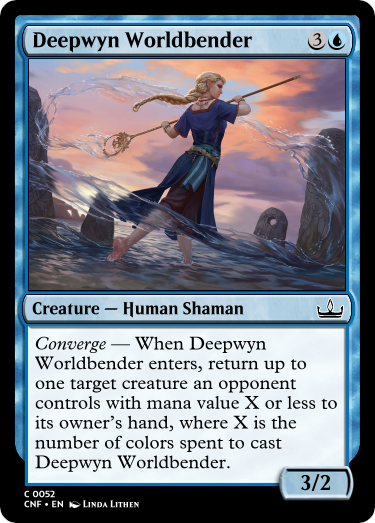 Deepwyn Worldbender 3
Creature — Human Shaman
Converge — When Deepwyn
Worldbender enters, return up to
one target creature an opponent
controls with mana value X or less to
its owner's hand, where X is the
number of colors spent to cast
Deepwyn Worldbender.
3/2
C 0052
CNF • EN Linda Lithen